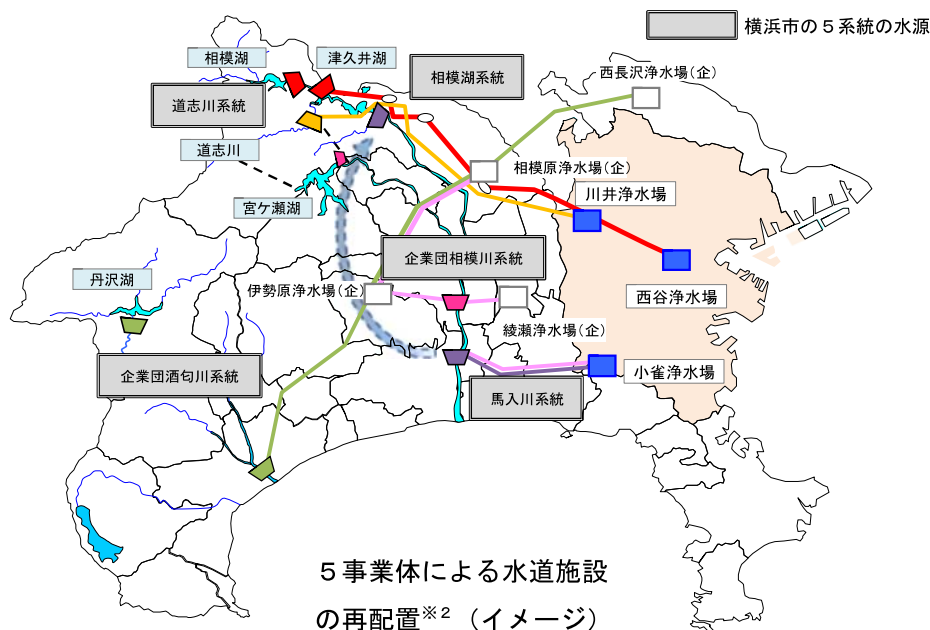 横浜市の５系統の水源
相模湖
津久井湖
相模湖系統
西長沢浄水場（企）
道志川系統
道志川
相模原浄水場（企）
川井浄水場
宮ケ瀬湖
企業団相模川系統
丹沢湖
伊勢原浄水場（企）
西谷浄水場
綾瀬浄水場（企）
企業団酒匂川系統
小雀浄水場
馬入川系統
５事業体による水道施設
の再配置※２（イメージ）